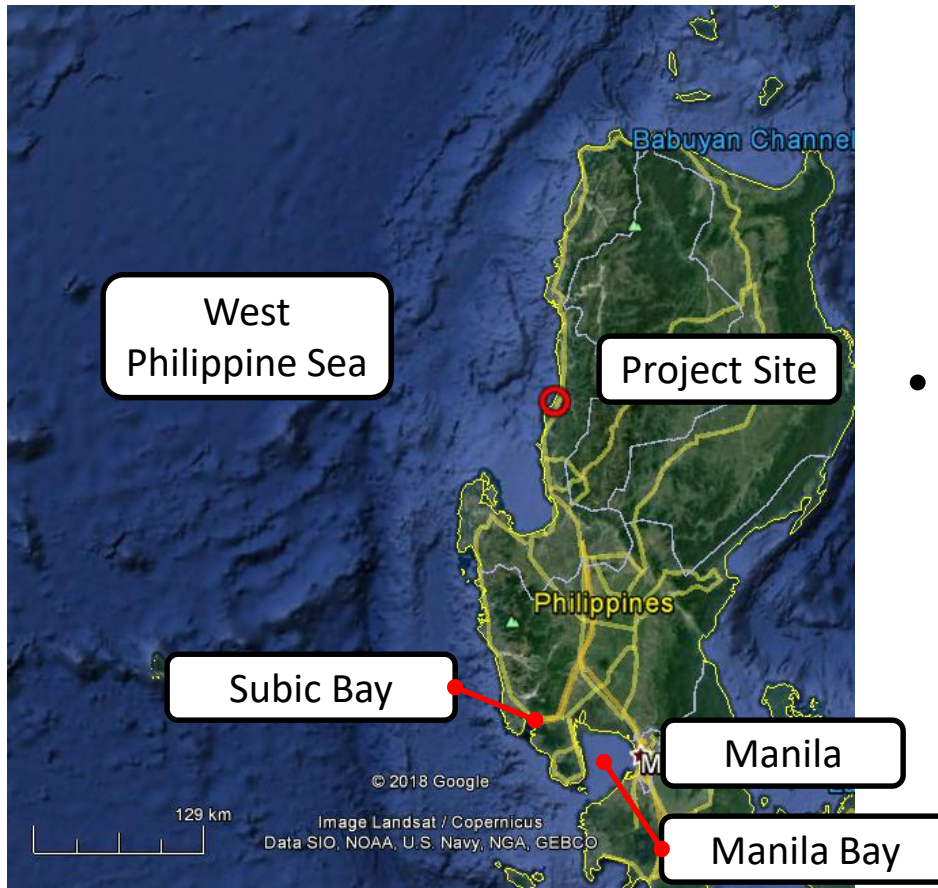 Babuyan Channel
West
Philippine Sea
Project Site
•
Philippines
Subic Bay
Manila
M
© 2018 Google
129 km
Image Landsat / Copernicus
Data SIO, NOAA, U.S. Navy, NGA, GEBCO
Manila Bay